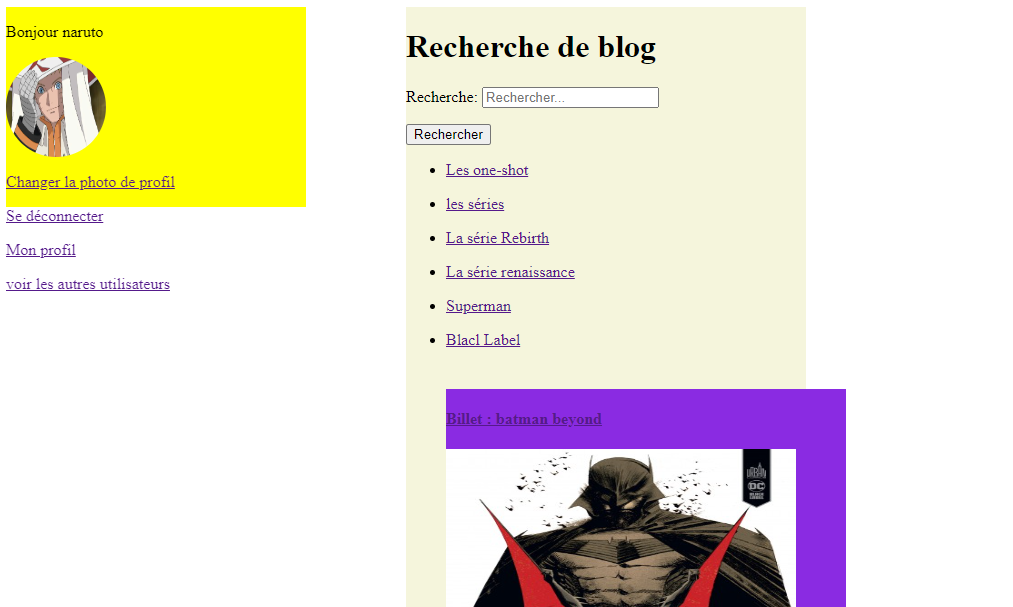 Bonjour naruto
Changer la photo de profil
Se déconnecter
Mon profil
voir les autres utilisateurs
Recherche de blog
Recherche: Rechercher...
Rechercher
Les one-shot
les séries
La série Rebirth
La série renaissance
Superman
Blacl Label
Billet : batman beyond
URBAN
DC